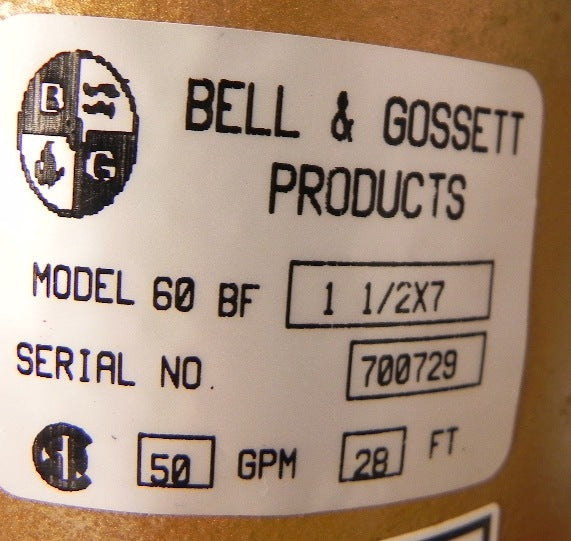 B
G
BELL & GOSSETT
PRODUCTS
MODEL 60 BF 1 1/2X7
SERIAL NO. 700729
50 GPM 28 FT